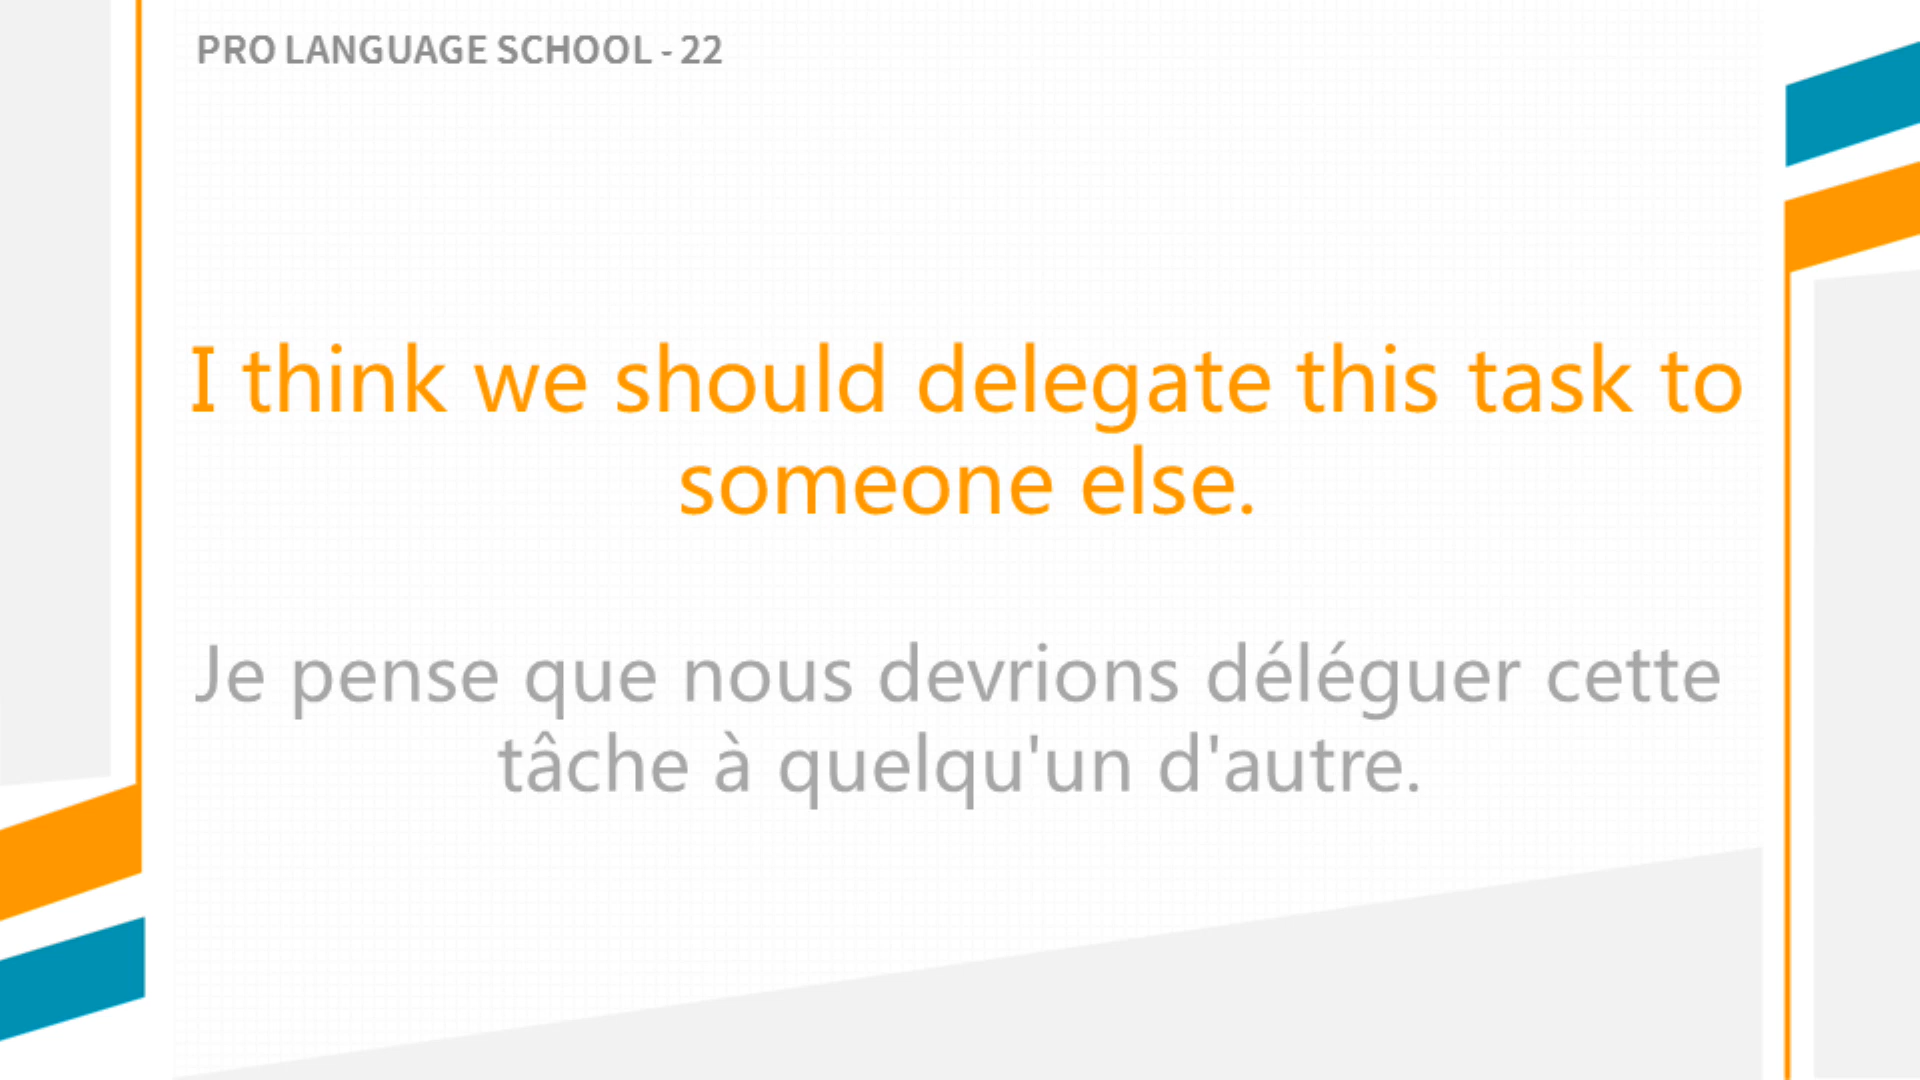 PRO LANGUAGE SCHOOL - 22
I think we should delegate this task to
someone else.
Je pense que nous devrions déléguer cette
tâche à quelqu'un d'autre.